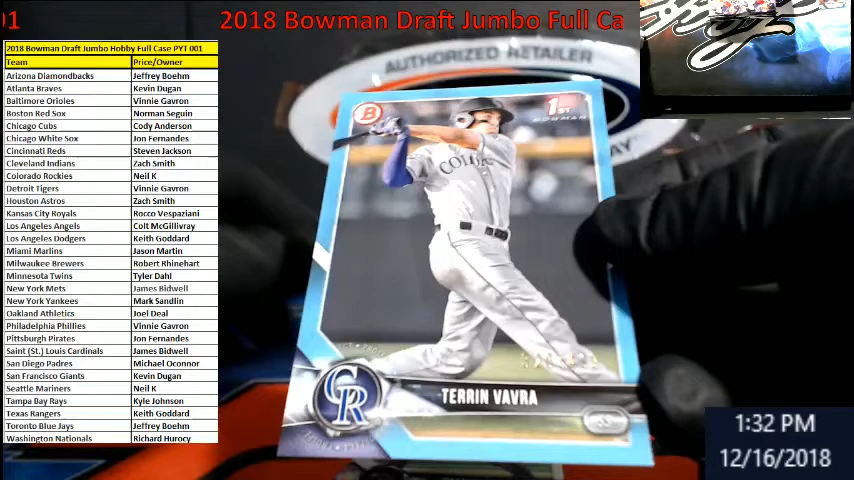 01
2018 Bowman Draft Jumbo Full Ca
2018 Bowman Draft Jumbo Hobby Full Case PYT 001
Team Price/Owner
Arizona Diamondbacks Jeffrey Boehm
Atlanta Braves Kevin Dugan
Baltimore Orioles Vinnie Gavron
Boston Red Sox Norman Seguin
Chicago Cubs Cody Anderson
Chicago White Sox Jon Fernandes
Cincinnati Reds Steven Jackson
Cleveland Indians Zach Smith
Colorado Rockies Neil K
Detroit Tigers Vinnie Gavron
Houston Astros Zach Smith
Kansas City Royals Rocco Vespaziani
Los Angeles Angels Colt McGillivray
Los Angeles Dodgers Keith Goddard
Miami Marlins Jason Martin
Milwaukee Brewers Robert Rhinehart
Minnesota Twins Tyler Dahl
New York Mets James Bidwell
New York Yankees Mark Sandlin
Oakland Athletics Joel Deal
Philadelphia Phillies Vinnie Gavron
Pittsburgh Pirates Jon Fernandes
Saint (St.) Louis Cardinals James Bidwell
San Diego Padres Michael Oconnor
San Francisco Giants Kevin Dugan
Seattle Mariners Neil K
Tampa Bay Rays Kyle Johnson
Texas Rangers Keith Goddard
Toronto Blue Jays Jeffrey Boehm
Washington Nationals Richard Hurocy
AUTHORIZED RETAILER
B
1ST
BOWMAN
COLOR
CR
TERRIN VAVRA
SS
1:32 PM
12/16/2018